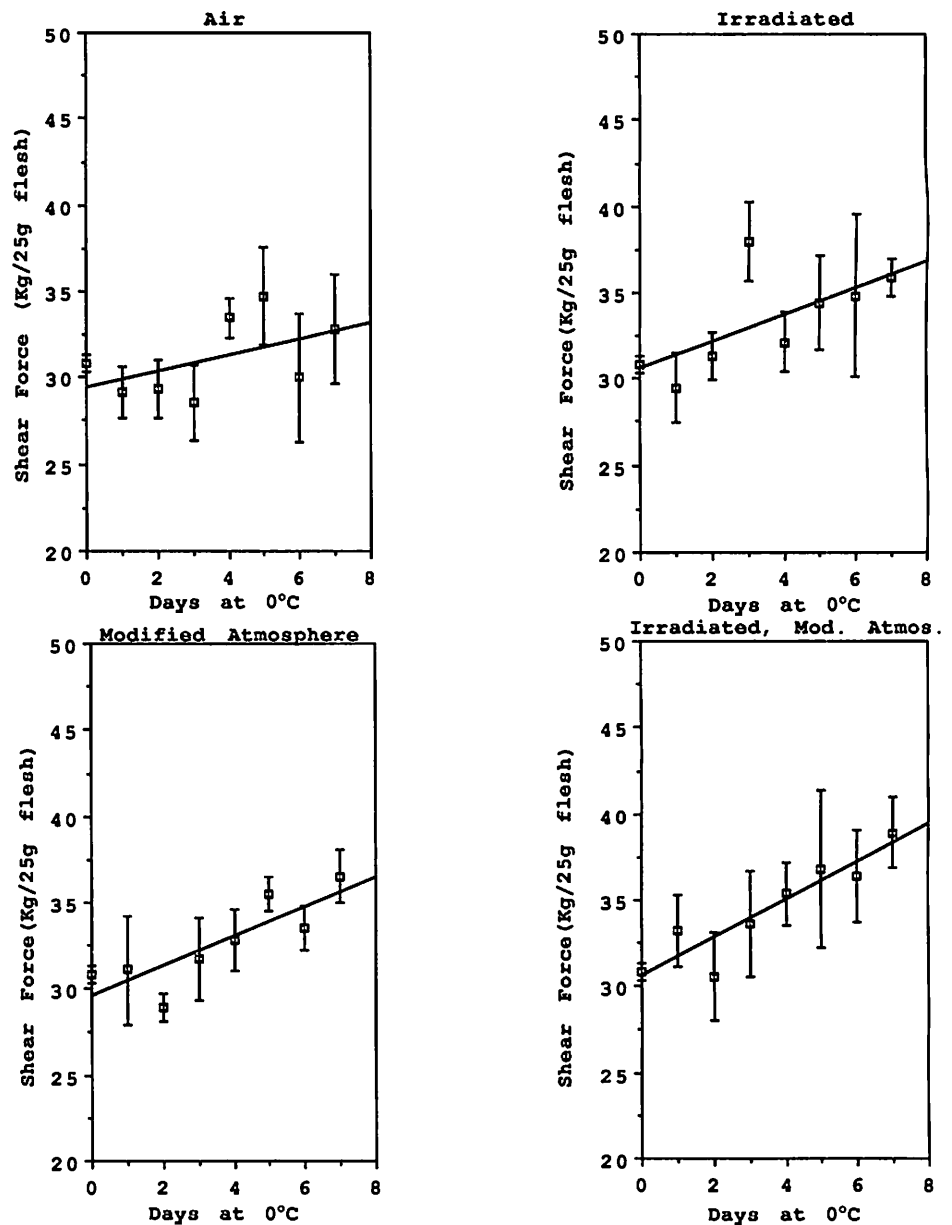 Air
50
45
40
35
30
25
20
Shear Force (Kg/25g flesh)
0 2 4 6 8
Days at 0°C
Irradiated
50
45
40
35
30
25
20
Shear Force(Kg/25g flesh)
0 2 4 6 8
Days at 0°C
Modified Atmosphere
50
45
40
35
30
25
20
Shear Force(Kg/25g flesh)
0 2 4 6 8
Days at 0°C
Irradiated, Mod. Atmos.
50
45
40
35
30
25
20
Shear Force(Kg/25g flesh)
0 2 4 6 8
Days at 0°C